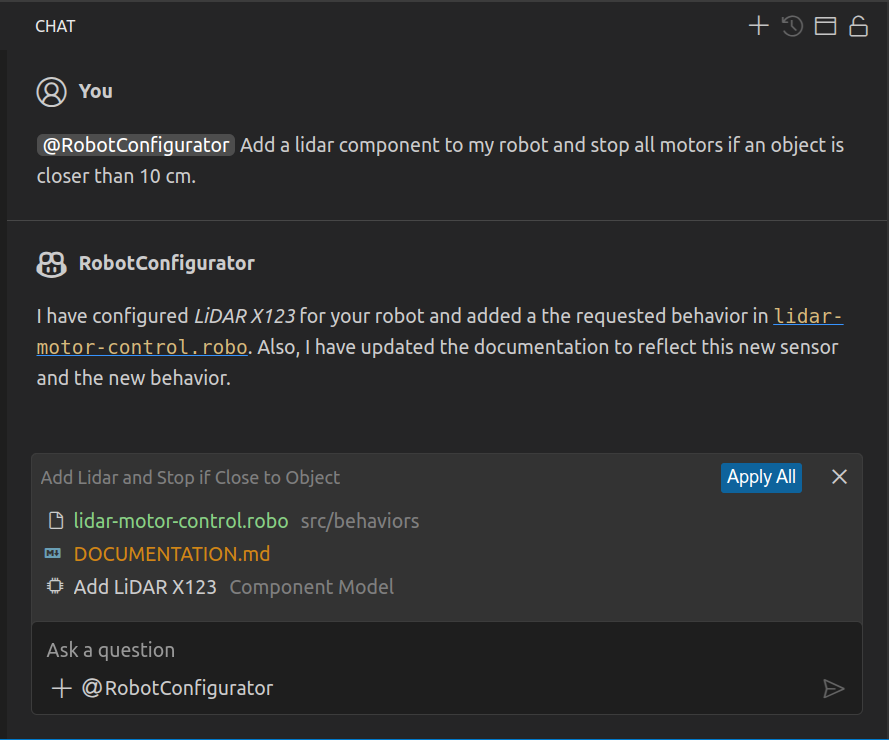 CHAT
You
@RobotConfigurator Add a lidar component to my robot and stop all motors if an object is
closer than 10 cm.
RobotConfigurator
I have configured LiDAR X123 for your robot and added a the requested behavior in lidar-
motor-control.robo. Also, I have updated the documentation to reflect this new sensor
and the new behavior.
Add Lidar and Stop if Close to Object Apply All
lidar-motor-control.robo src/behaviors
DOCUMENTATION.md
Add LiDAR X123 Component Model
Ask a question
@RobotConfigurator